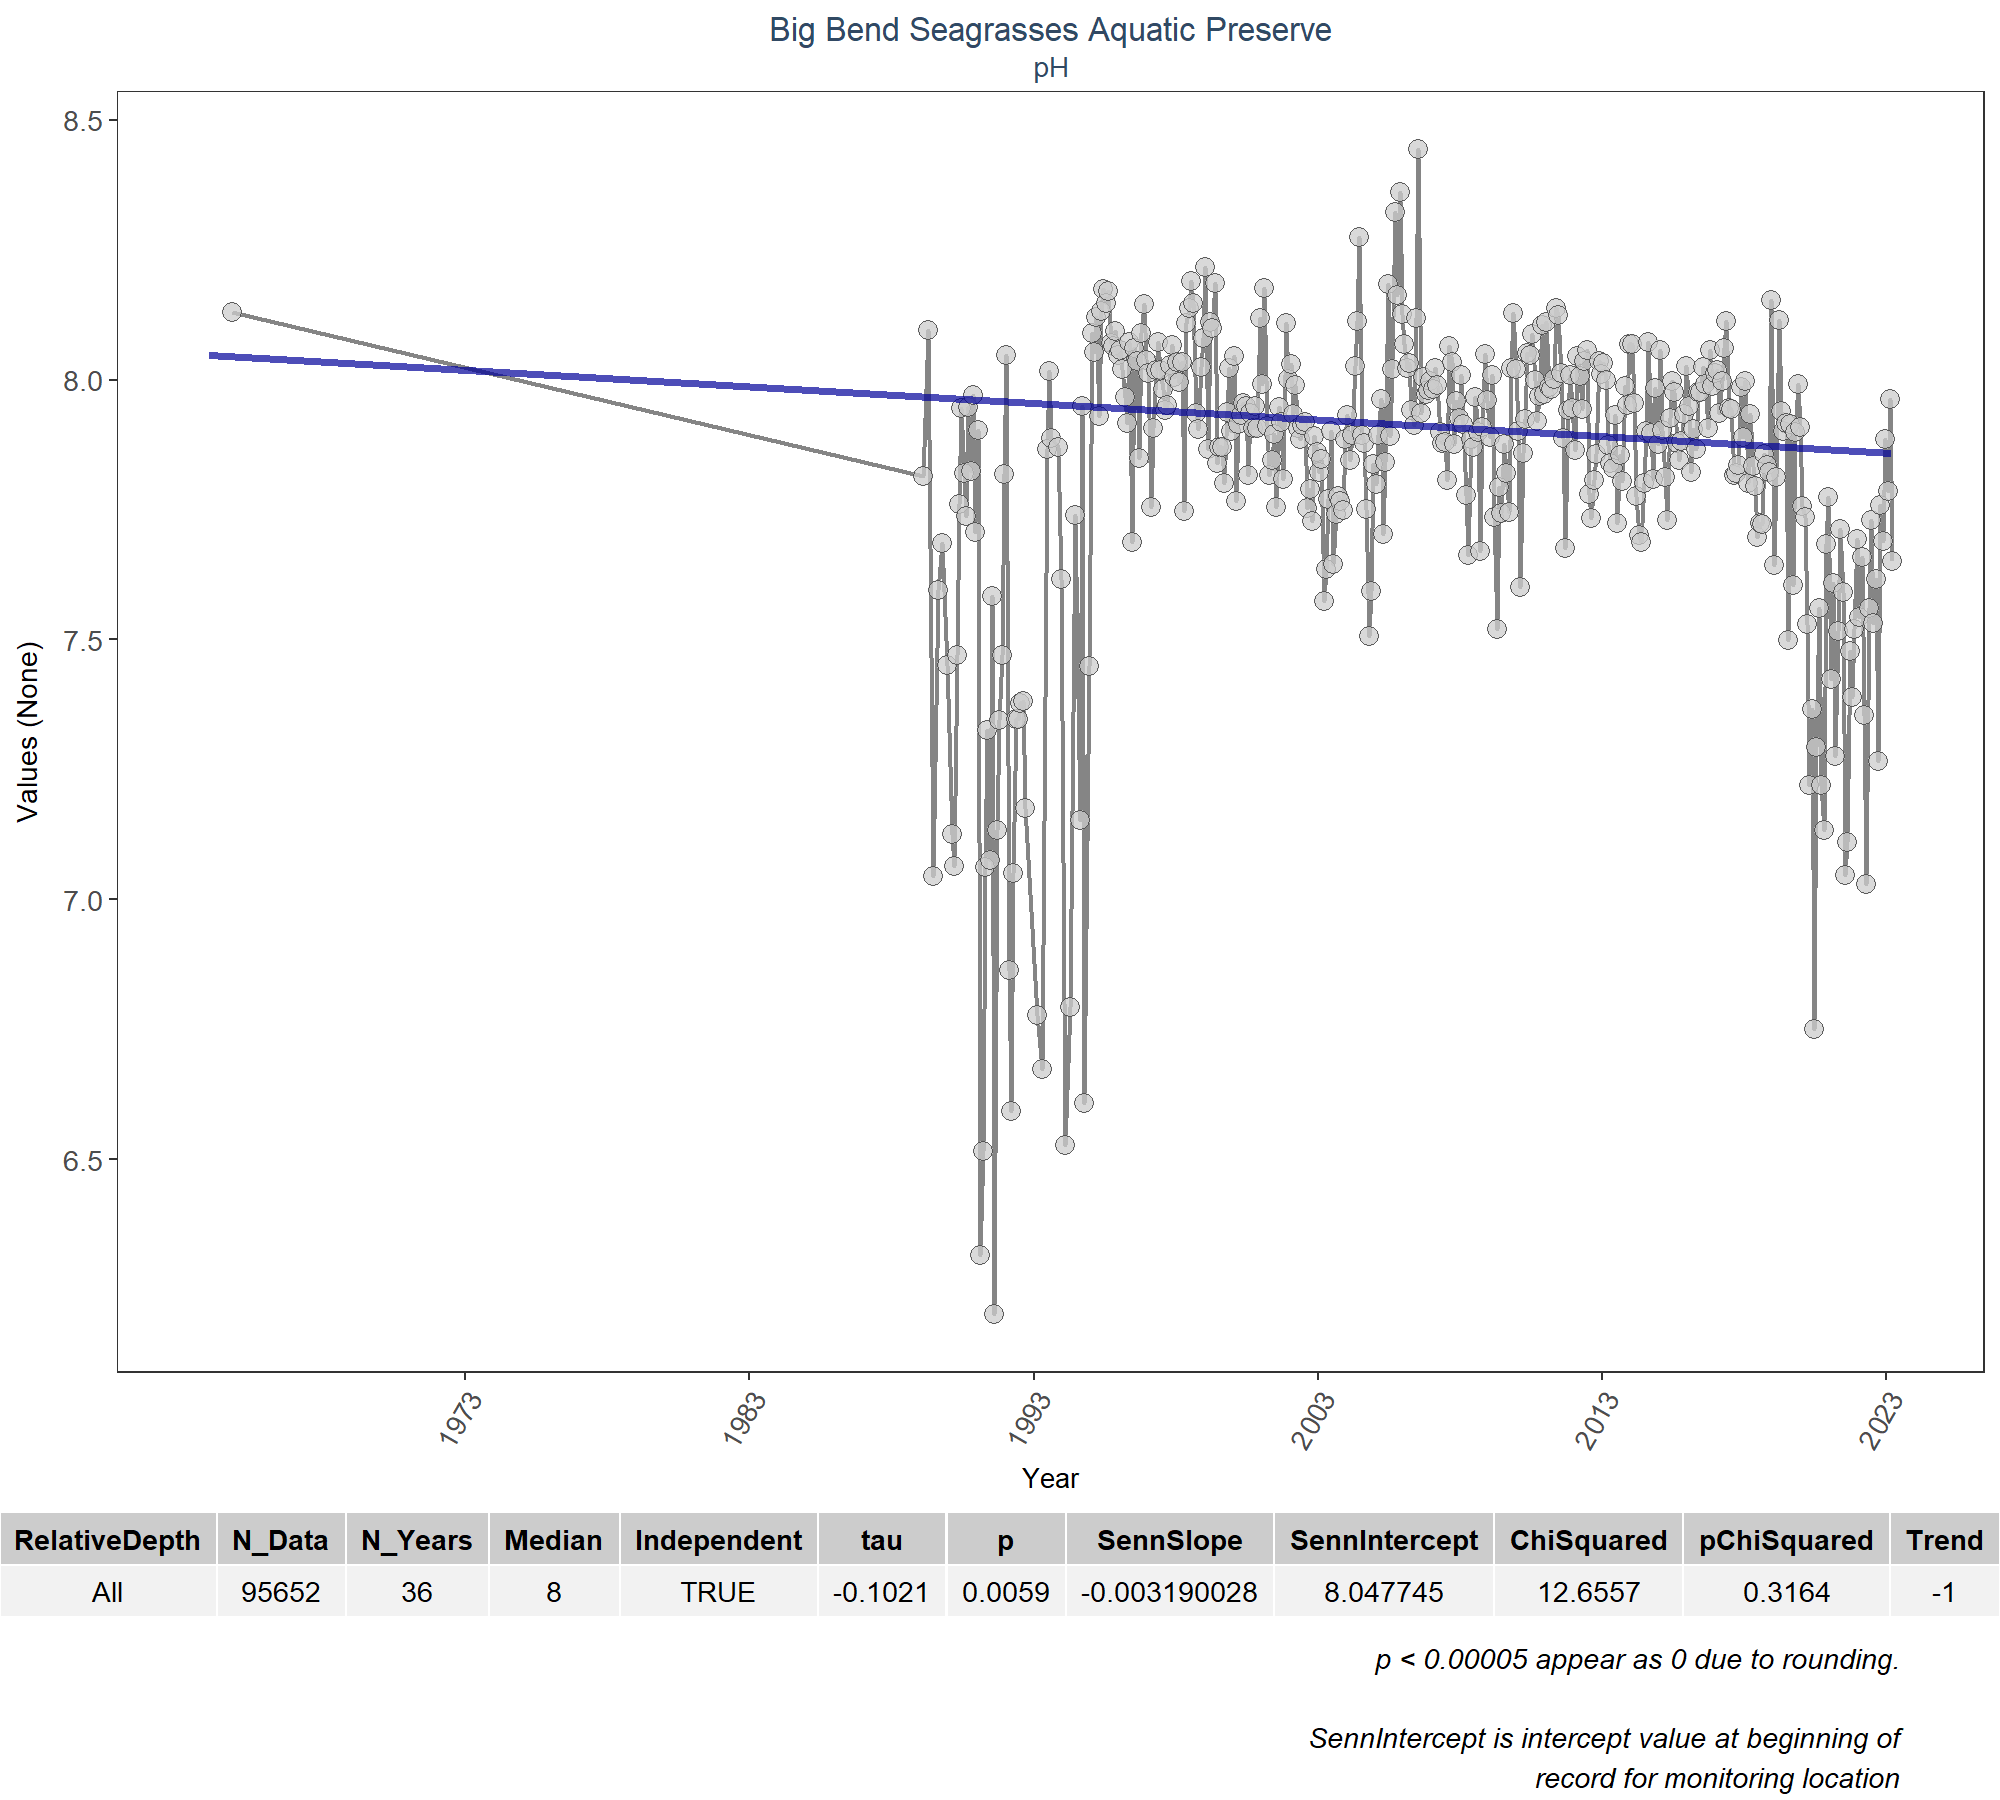 Big Bend Seagrasses Aquatic Preserve
pH
8.5
8.0
7.5
7.0
6.5
Values (None)
1973
1983
1993
2003
2013
2023
Year
RelativeDepth N_Data N_Years Median Independent tau p SennSlope SennIntercept ChiSquared pChiSquared Trend
All 95652 36 8 TRUE -0.1021 0.0059 -0.003190028 8.047745 12.6557 0.3164 -1
p < 0.00005 appear as 0 due to rounding.
SennIntercept is intercept value at beginning of
record for monitoring location